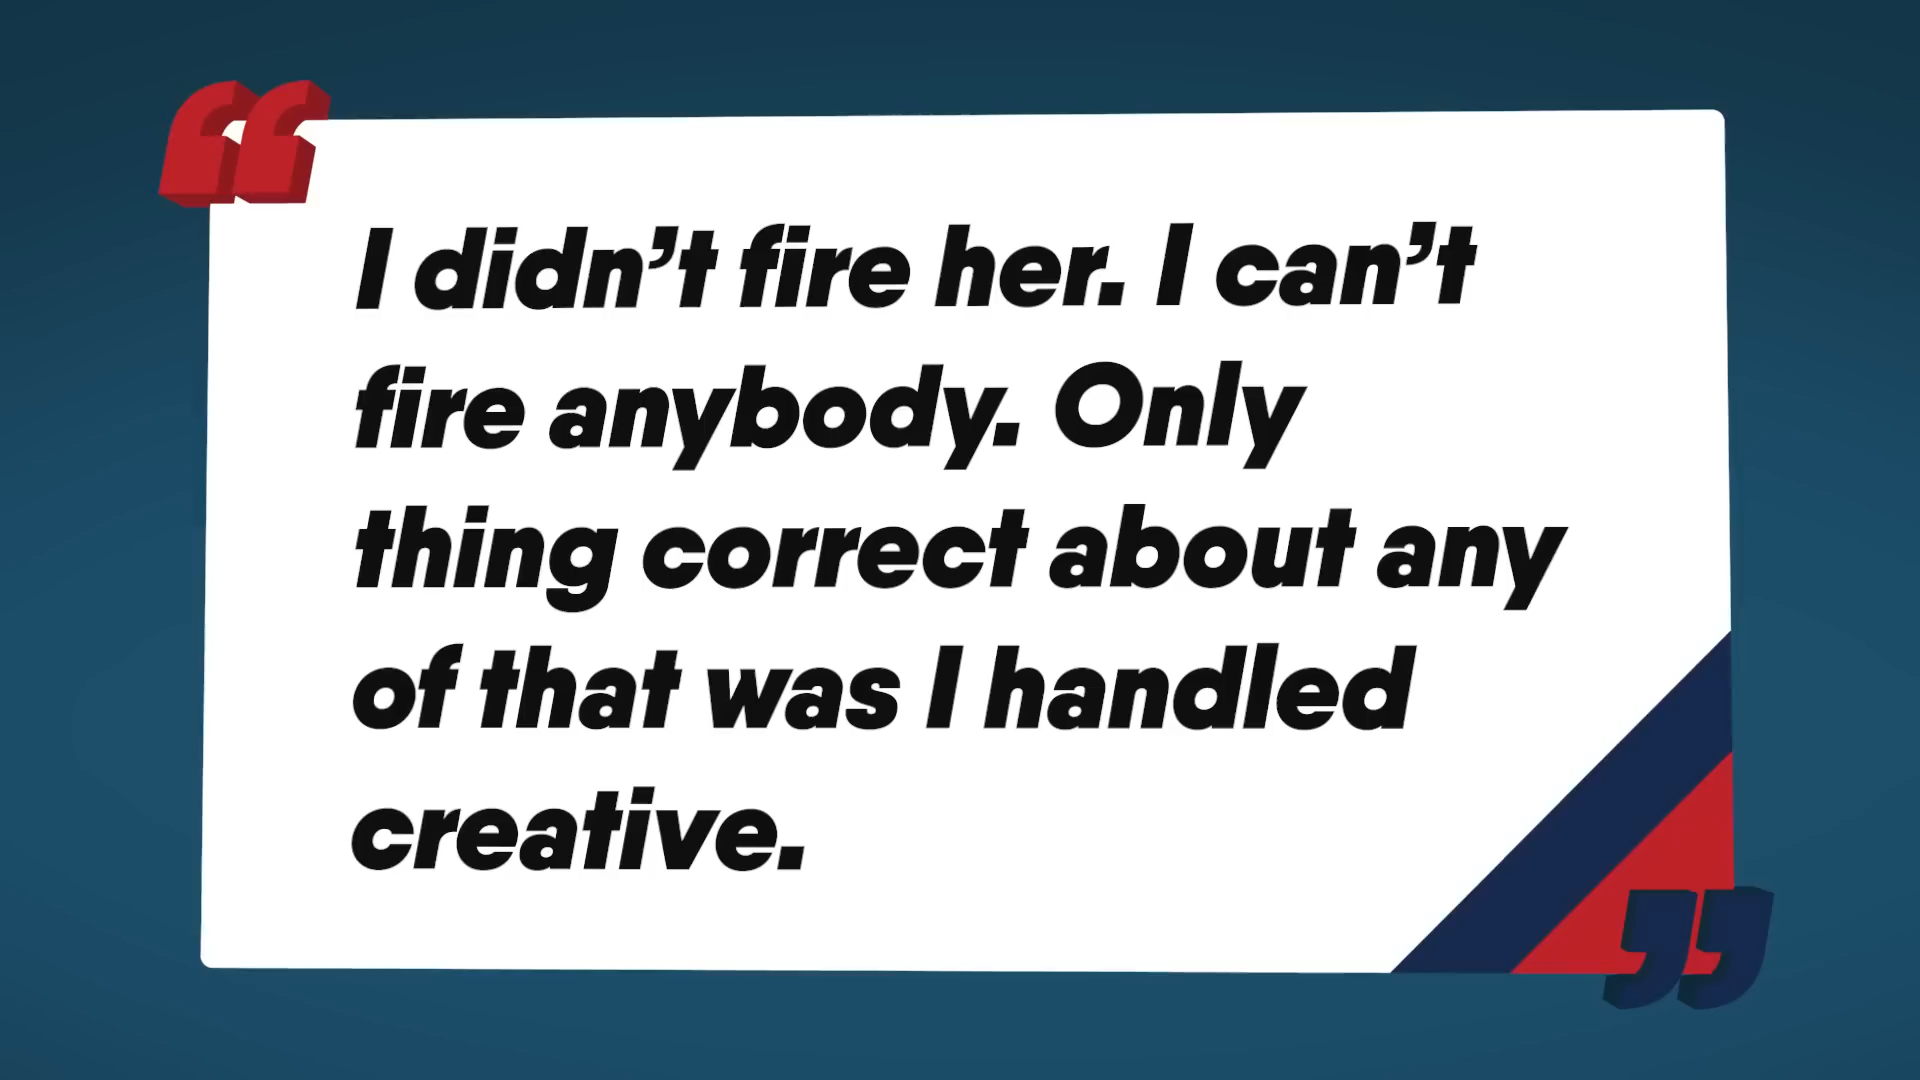 I didn’t fire her. I can’t
fire anybody. Only
thing correct about any
of that was I handled
creative.